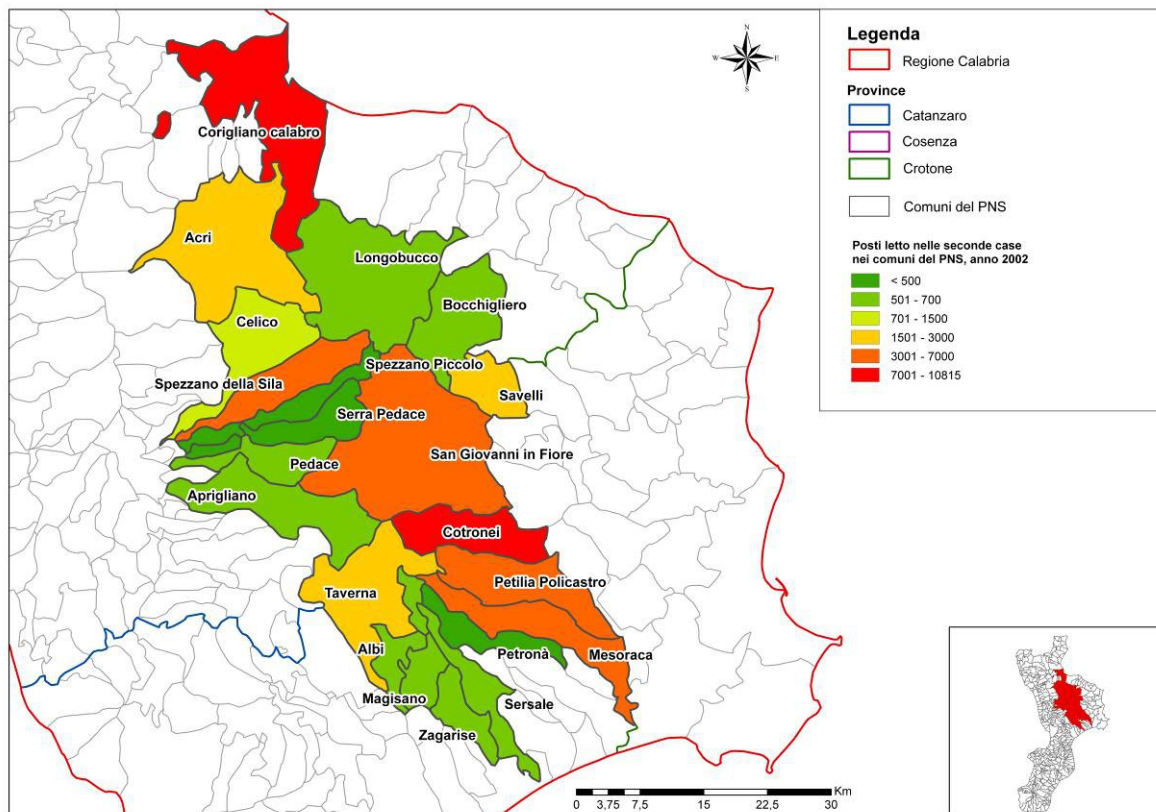 N
W
E
S
Corigliano calabro
Acri
Longobucco
Bocchigliero
Celico
Spezzano Piccolo
Spezzano della Sila
Savelli
Serra Pedace
San Giovanni in Fiore
Pedace
Aprigliano
Cotronei
Petilia Policastro
Taverna
Albi
Petronà
Mesoraca
Magisano
Sersale
Zagarise
Legenda
Regione Calabria
Province
Catanzaro
Cosenza
Crotone
Comuni del PNS
Posti letto nelle seconde case
nei comuni del PNS, anno 2002
< 500
501 - 700
701 - 1500
1501 - 3000
3001 - 7000
7001 - 10815
Km
0 3,75 7,5 15 22,5 30